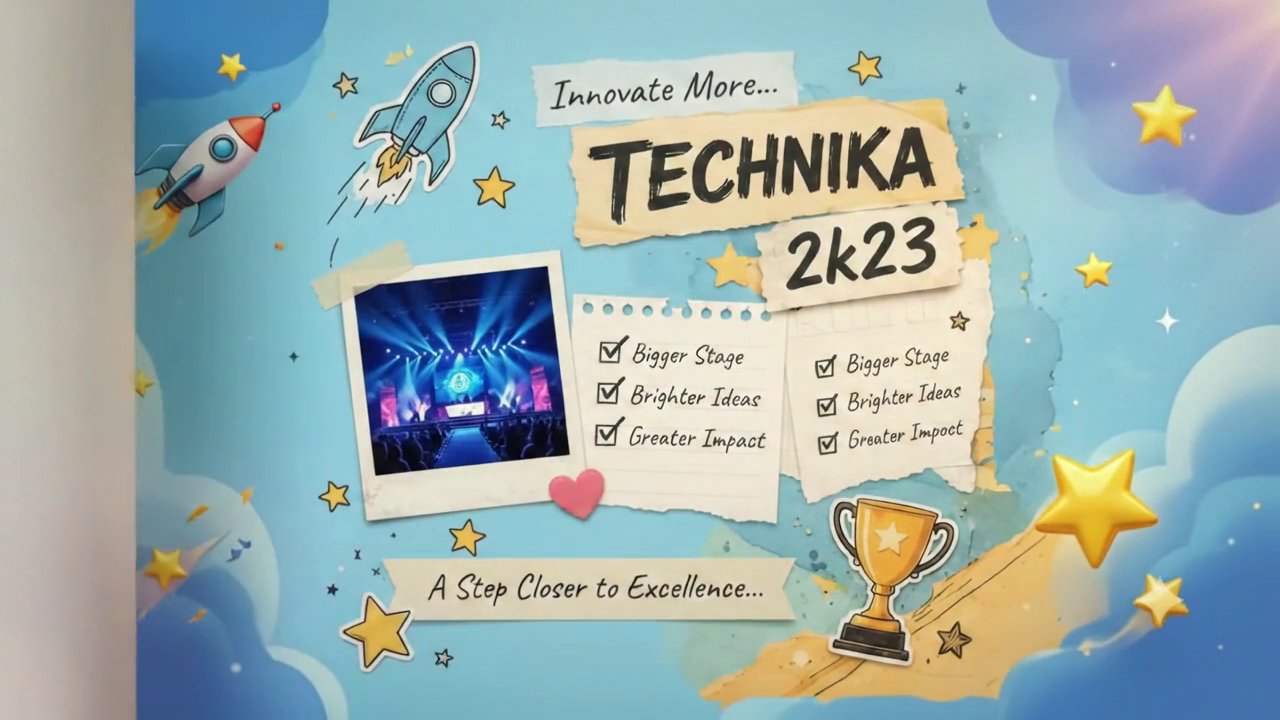 Innovate More...
TECHNIKA
2k23
Bigger Stage
Brighter Ideas
Greater Impact
Bigger Stage
Brighter Ideas
Greater Impoct
A Step Closer to Excellence...